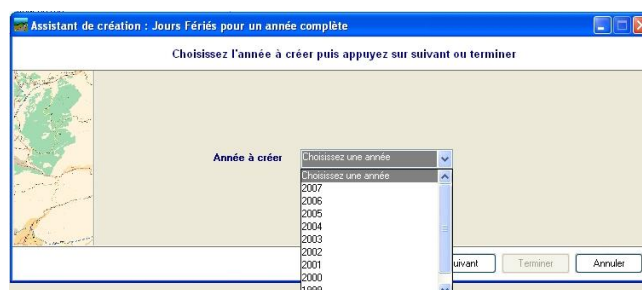 Assistant de création : Jours Fériés pour un année complète
Choisissez l'année à créer puis appuyez sur suivant ou terminer
Année à créer
Choisissez une année
Choisissez une année
2007
2006
2005
2004
2003
2002
2001
2000
1999
Terminer
Annuler